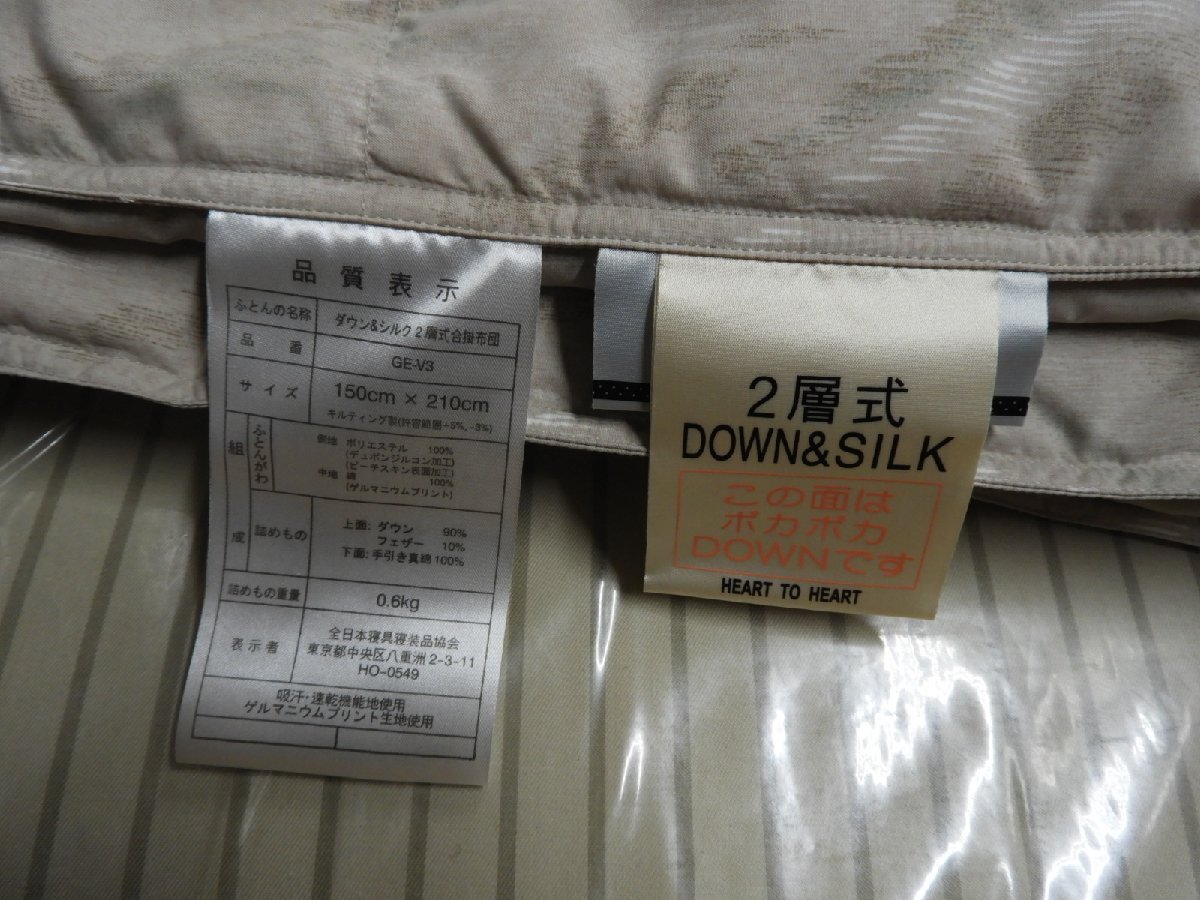 品質表示
ふとんの名称 ダウン&シルク2層式合掛布団
品番 GE-V3
サイズ 150cm × 210cm
キルティング製(許容範囲+5%, -3%)
組成
ふとんがわ
側地 ポリエステル 100%
(デュポンジルコン加工)
(ピーチスキン表面加工)
中地 綿 100%
(ゲルマニウムプリント)
詰めもの
上面: ダウン 90%
フェザー 10%
下面: 手引き真綿100%
詰めもの重量 0.6kg
表示者
全日本寝具寝装品協会
東京都中央区八重洲2-3-11
HO-0549
吸汗・速乾機能地使用
ゲルマニウムプリント生地使用
2層式
DOWN&SILK
この面は
ポカポカ
DOWNです
HEART TO HEART